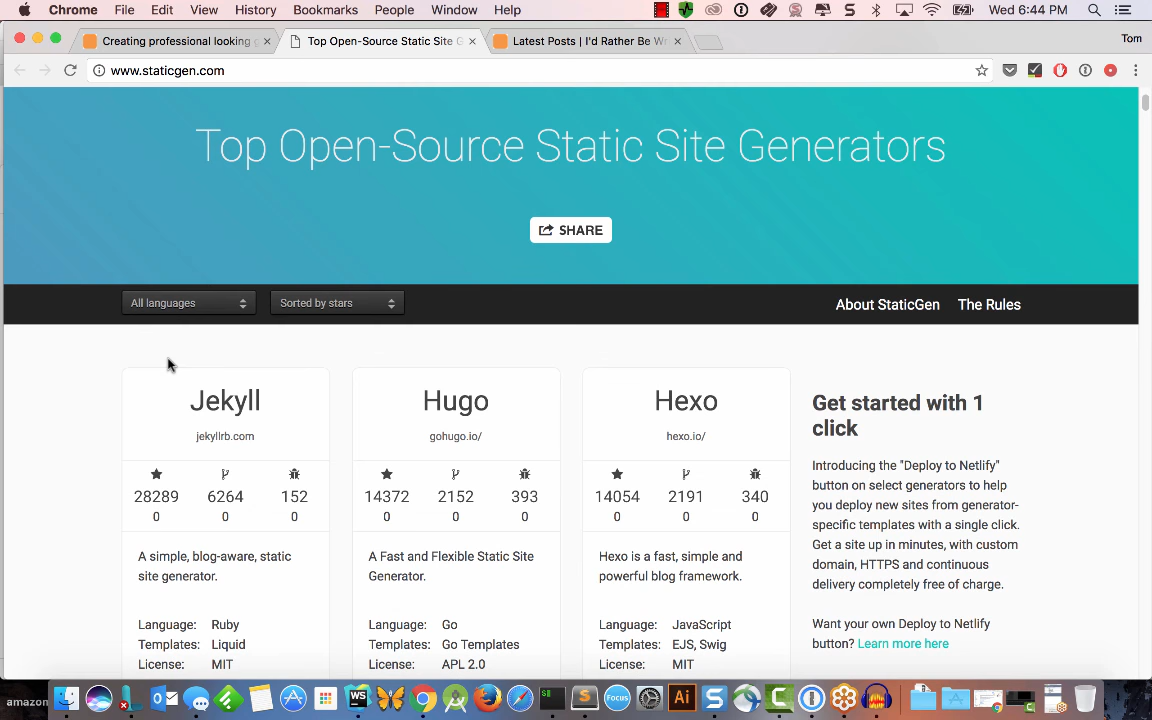 Chrome File Edit View History Bookmarks People Window Help Wed 6:44 PM
Creating professional looking
Top Open-Source Static Site G
Latest Posts | I'd Rather Be Wr
Tom
www.staticgen.com
Top Open-Source Static Site Generators
SHARE
All languages
Sorted by stars
About StaticGen
The Rules
Jekyll
jekyllrb.com
28289 6264 152
0 0 0
A simple, blog-aware, static
site generator.
Language: Ruby
Templates: Liquid
License: MIT
Hugo
gohugo.io/
14372 2152 393
0 0 0
A Fast and Flexible Static Site
Generator.
Language: Go
Templates: Go Templates
License: APL 2.0
Hexo
hexo.io/
14054 2191 340
0 0 0
Hexo is a fast, simple and
powerful blog framework.
Language: JavaScript
Templates: EJS, Swig
License: MIT
Get started with 1
click
Introducing the "Deploy to Netlify"
button on select generators to help
you deploy new sites from generator-
specific templates with a single click.
Get a site up in minutes, with custom
domain, HTTPS and continuous
delivery completely free of charge.
Want your own Deploy to Netlify
button? Learn more here
amazon
WS
FOCUS
Ai